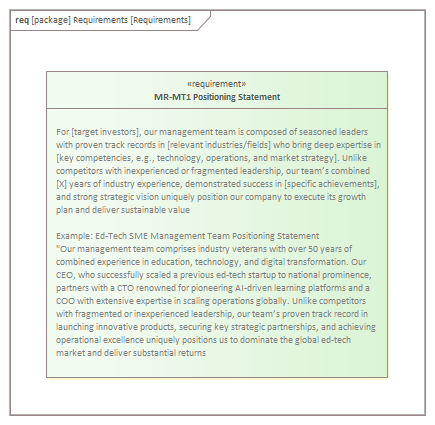 req [package] Requirements [Requirements]
«requirement»
MR-MT1 Positioning Statement
For [target investors], our management team is composed of seasoned leaders
with proven track records in [relevant industries/fields] who bring deep expertise in
[key competencies, e.g., technology, operations, and market strategy]. Unlike
competitors with inexperienced or fragmented leadership, our team's combined
[X] years of industry experience, demonstrated success in [specific achievements],
and strong strategic vision uniquely position our company to execute its growth
plan and deliver sustainable value
Example: Ed-Tech SME Management Team Positioning Statement
"Our management team comprises industry veterans with over 50 years of
combined experience in education, technology, and digital transformation. Our
CEO, who successfully scaled a previous ed-tech startup to national prominence,
partners with a CTO renowned for pioneering AI-driven learning platforms and a
COO with extensive expertise in scaling operations globally. Unlike competitors
with fragmented or inexperienced leadership, our team's proven track record in
launching innovative products, securing key strategic partnerships, and achieving
operational excellence uniquely positions us to dominate the global ed-tech
market and deliver substantial returns